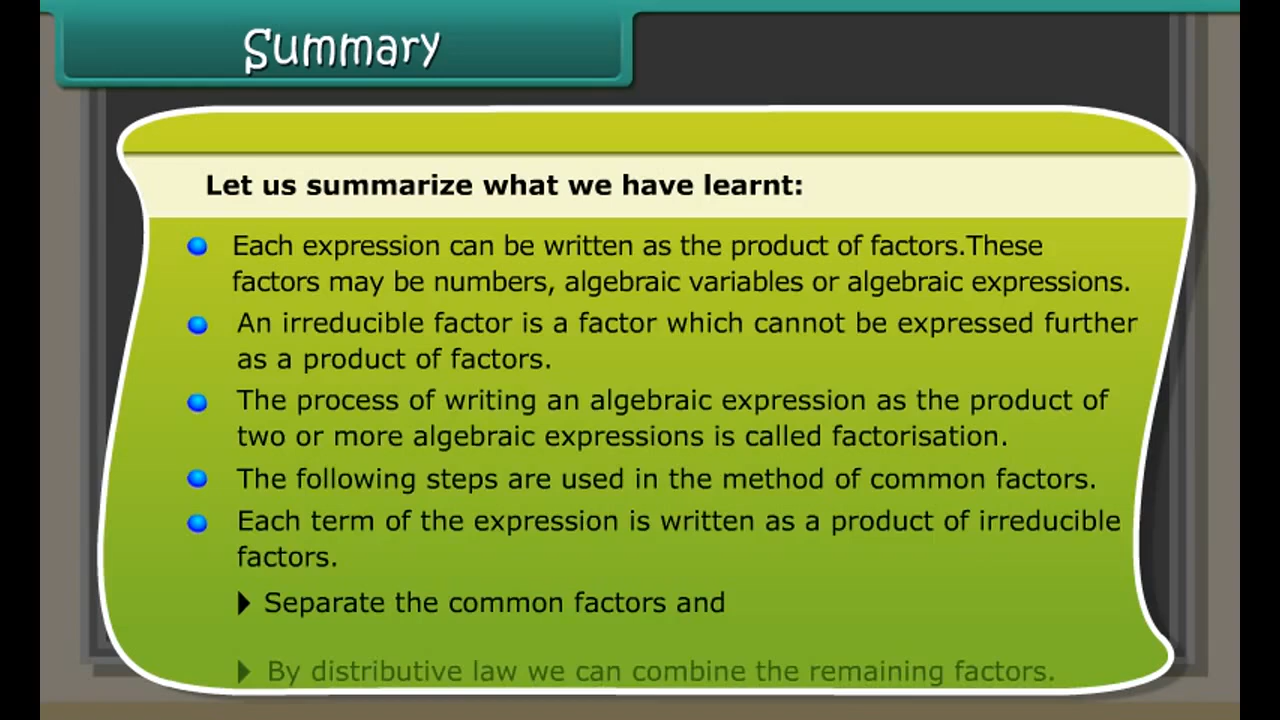 Summary
Let us summarize what we have learnt:
Each expression can be written as the product of factors.These
factors may be numbers, algebraic variables or algebraic expressions.
An irreducible factor is a factor which cannot be expressed further
as a product of factors.
The process of writing an algebraic expression as the product of
two or more algebraic expressions is called factorisation.
The following steps are used in the method of common factors.
Each term of the expression is written as a product of irreducible
factors.
Separate the common factors and
By distributive law we can combine the remaining factors.